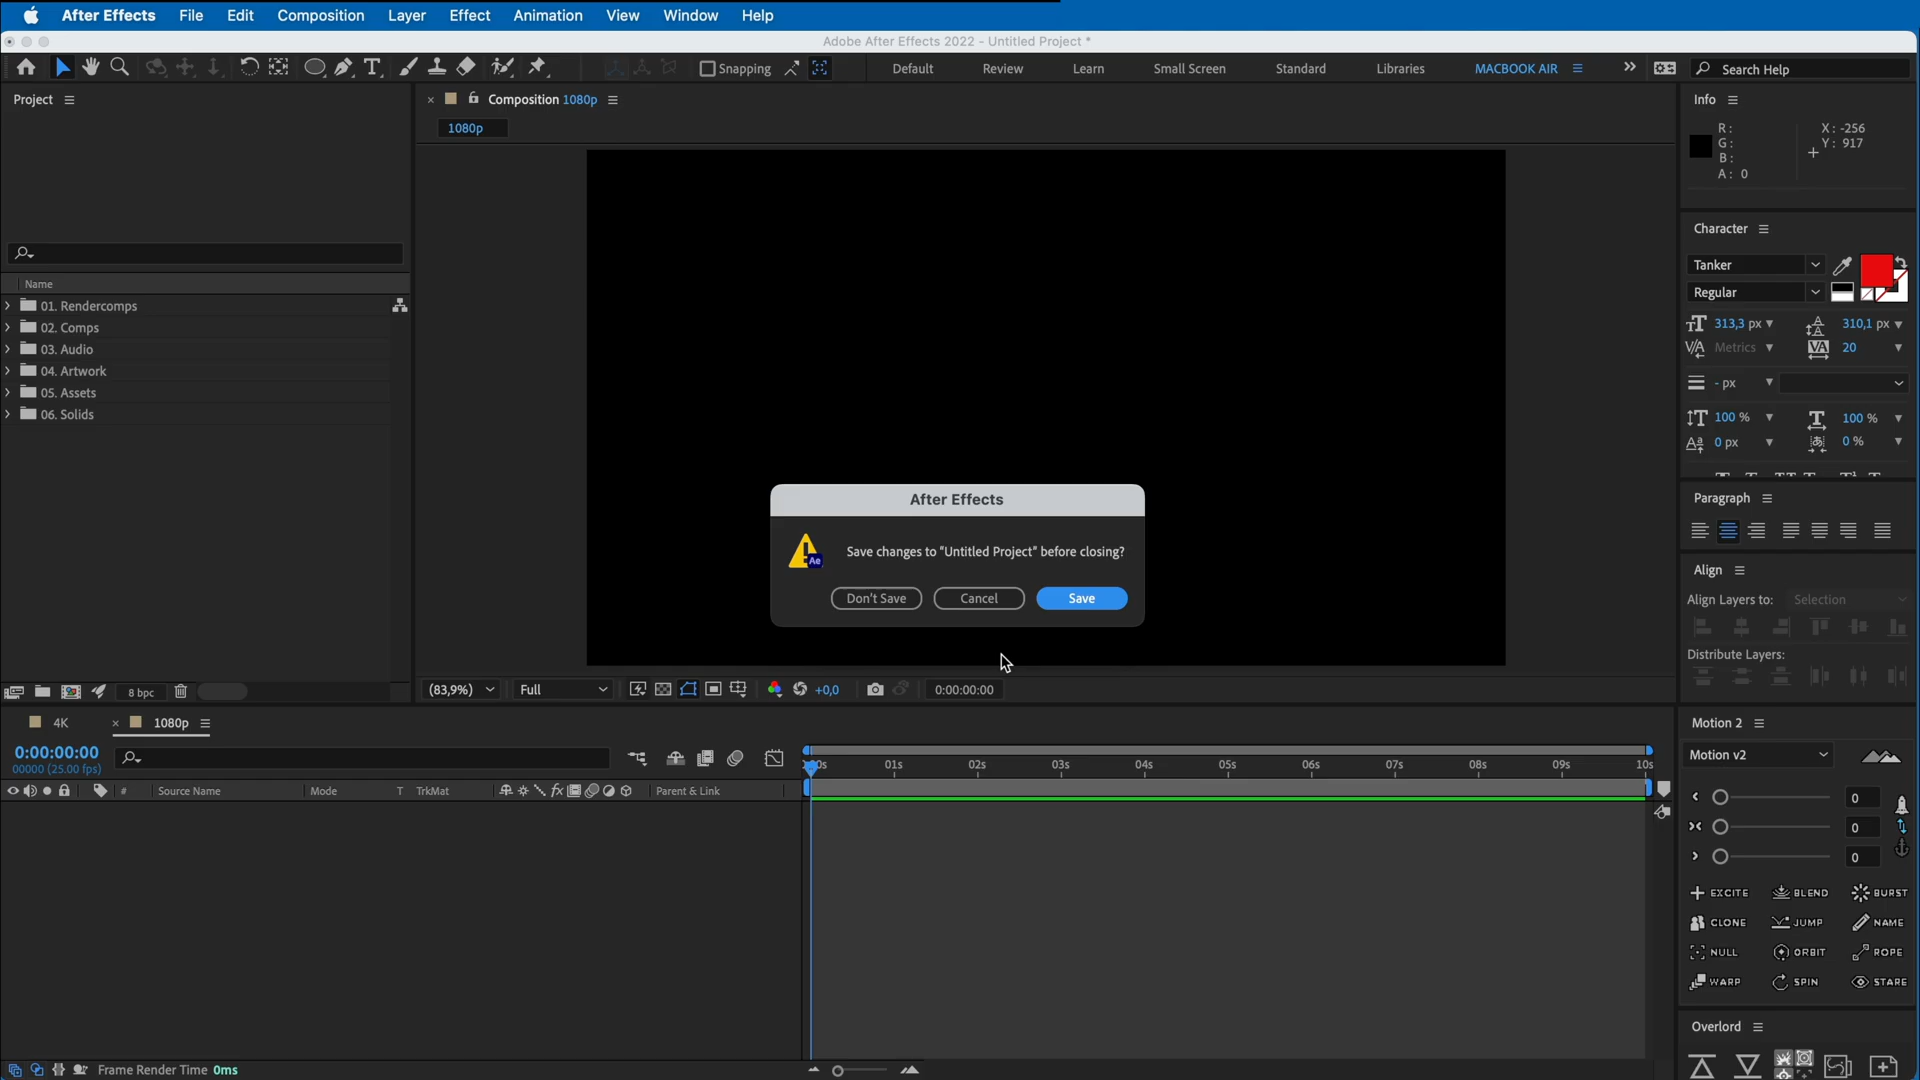 After Effects File Edit Composition Layer Effect Animation View Window Help
Adobe After Effects 2022 - Untitled Project *
Snapping Default Review Learn Small Screen Standard Libraries MACBOOK AIR Search Help
Project
Composition 1080p
1080p
Name
01. Rendercomps
02. Comps
03. Audio
04. Artwork
05. Assets
06. Solids
8 bpc
After Effects
Ae
Save changes to “Untitled Project” before closing?
Don't Save Cancel Save
(83,9%) Full +0,0 0:00:00:00
Info
R:
G:
B:
A: 0
X: -256
Y: 917
Character
Tanker
Regular
313,3 px 310,1 px
Metrics 20
- px
100 % 100 %
0 px 0 %
Paragraph
Align
Align Layers to: Selection
Distribute Layers:
4K 1080p
0:00:00:00
00000 (25.00 fps)
# Source Name Mode T TrkMat Parent & Link
01s 02s 03s 04s 05s 06s 07s 08s 09s 10s
Motion 2
Motion v2
0
0
0
EXCITE BLEND BURST
CLONE JUMP NAME
NULL ORBIT ROPE
WARP SPIN STARE
Overlord
Frame Render Time 0ms